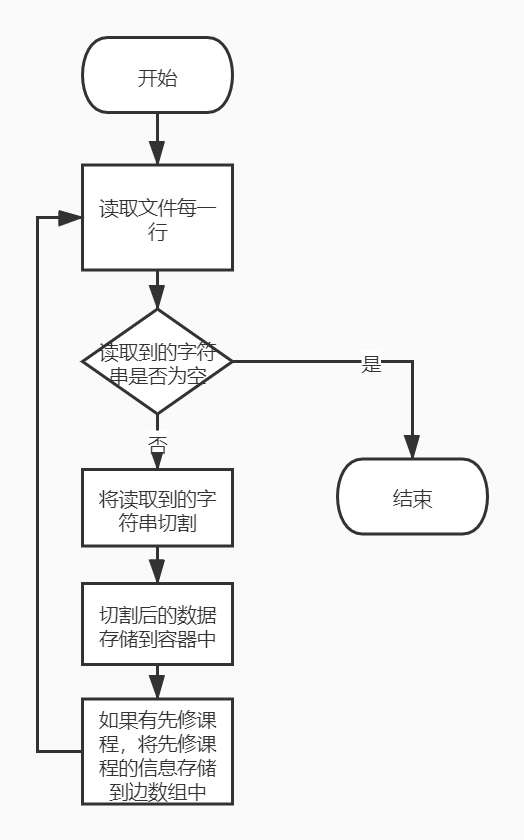 开始
读取文件每一
行
读取到的字符
串是否为空
是
否
将读取到的字
符串切割
结束
切割后的数据
存储到容器中
如果有先修课
程，将先修课
程的信息存储
到边数组中